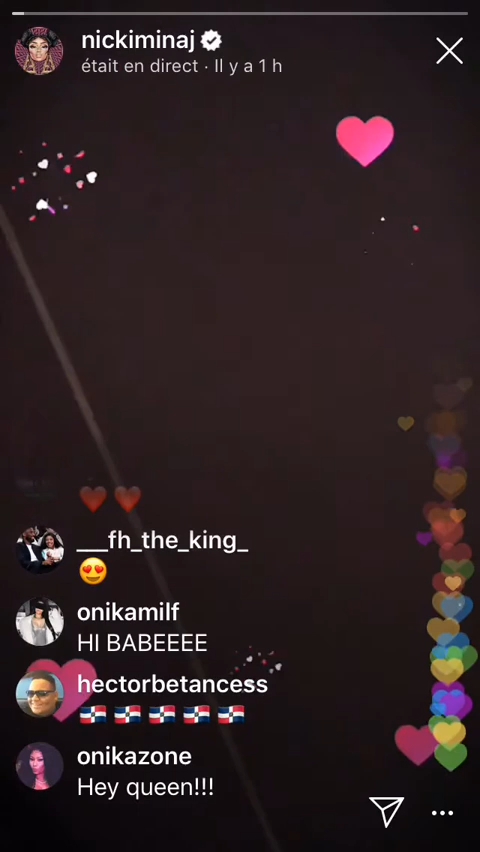 nickiminaj
était en direct · Il y a 1 h
___fh_the_king_
😍
onikamilf
HI BABEEEE
hectorbetancess
🇩🇴 🇩🇴 🇩🇴 🇩🇴 🇩🇴
onikazone
Hey queen!!!